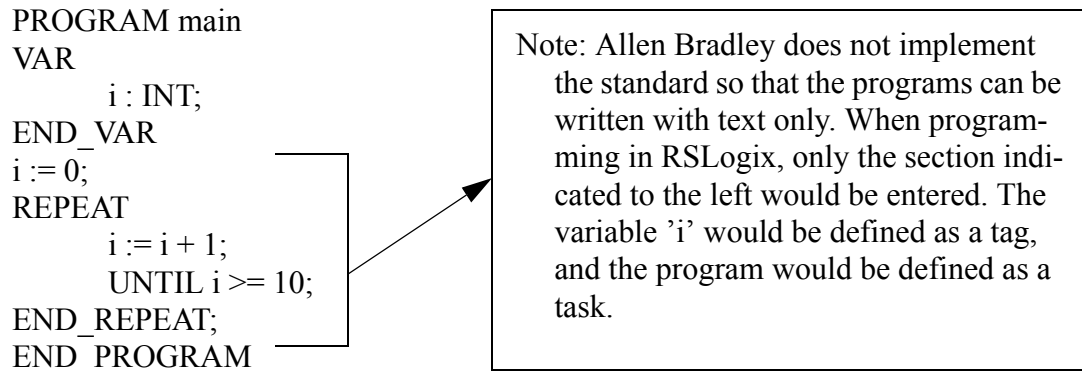 PROGRAM main
VAR
i : INT;
END_VAR
i := 0;
REPEAT
i := i + 1;
UNTIL i >= 10;
END_REPEAT;
END_PROGRAM
Note: Allen Bradley does not implement
the standard so that the programs can be
written with text only. When program-
ming in RSLogix, only the section indi-
cated to the left would be entered. The
variable ’i’ would be defined as a tag,
and the program would be defined as a
task.